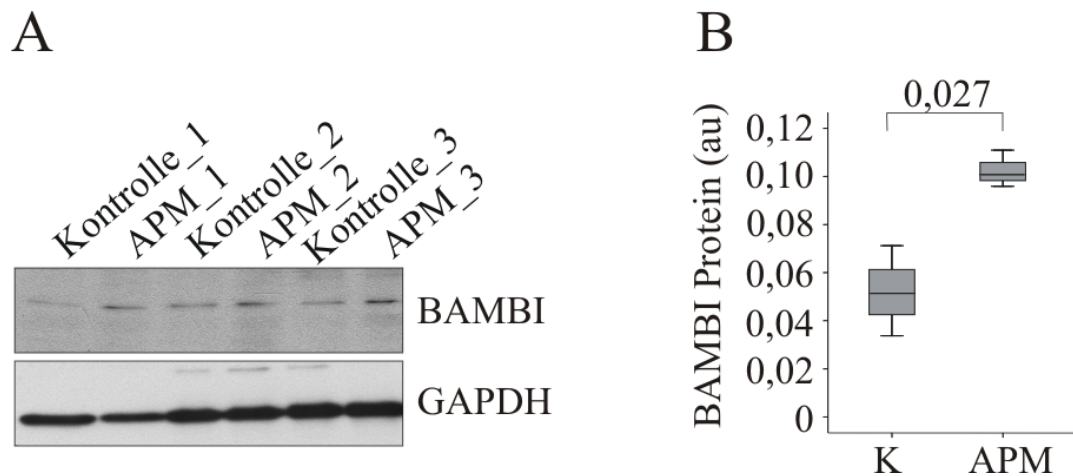 A
Kontrolle_1
APM_1
Kontrolle_2
APM_2
Kontrolle_3
APM_3
BAMBI
GAPDH
B
0,027
BAMBI Protein (au)
0,12
0,10
0,08
0,06
0,04
0,02
0
K
APM